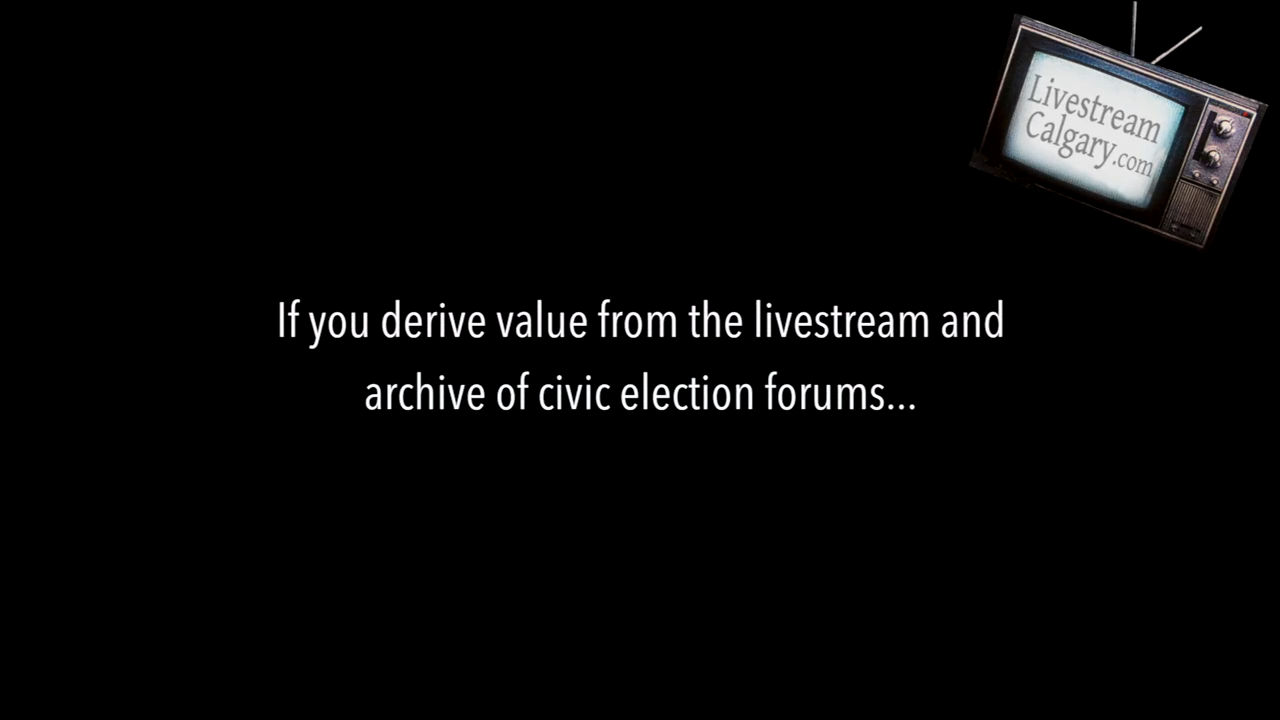 Livestream
Calgary.com
If you derive value from the livestream and
archive of civic election forums...